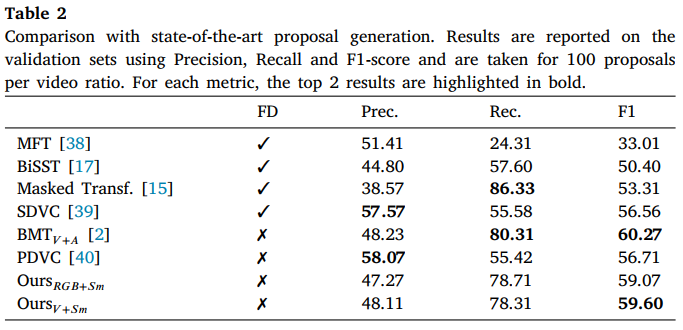 Table 2
Comparison with state-of-the-art proposal generation. Results are reported on the
validation sets using Precision, Recall and F1-score and are taken for 100 proposals
per video ratio. For each metric, the top 2 results are highlighted in bold.
FD Prec. Rec. F1
MFT [38] ✓ 51.41 24.31 33.01
BiSST [17] ✓ 44.80 57.60 50.40
Masked Transf. [15] ✓ 38.57 86.33 53.31
SDVC [39] ✓ 57.57 55.58 56.56
BMT_{V+A} [2] ✗ 48.23 80.31 60.27
PDVC [40] ✗ 58.07 55.42 56.71
Ours_{RGB+Sm} ✗ 47.27 78.71 59.07
Ours_{V+Sm} ✗ 48.11 78.31 59.60